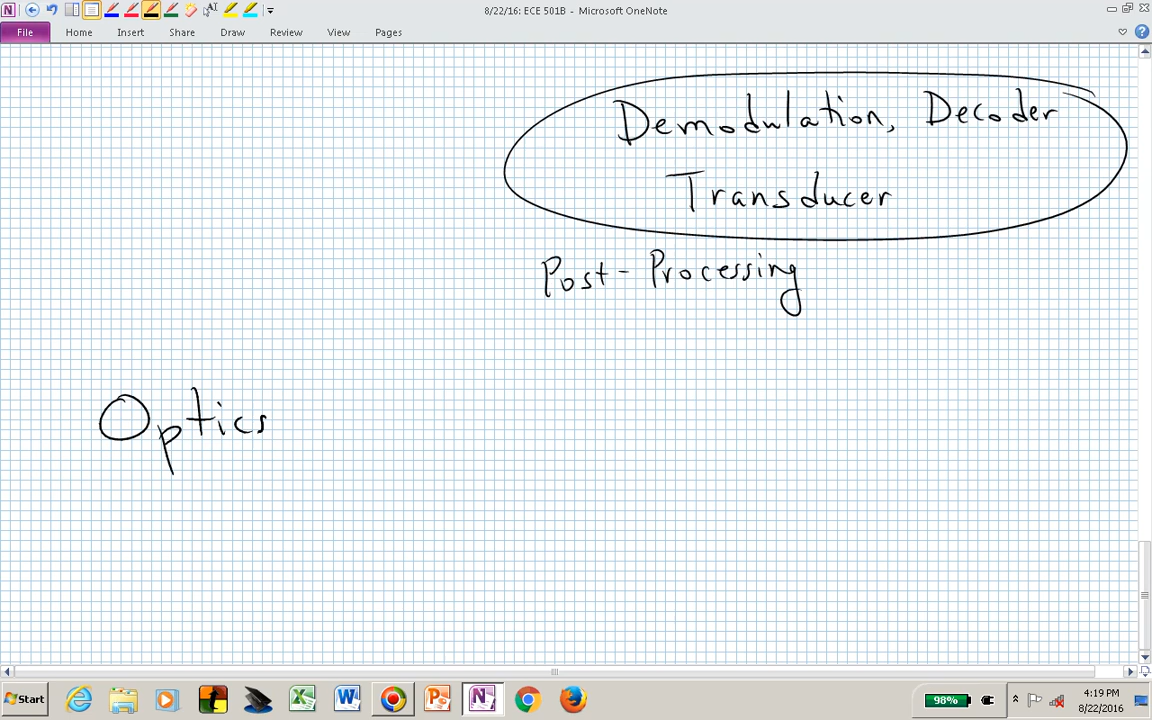 8/22/16: ECE 501B - Microsoft OneNote
File Home Insert Share Draw Review View Pages
Demodulation, Decoder
Transducer
Post-Processing
Optics
Start
98%
4:19 PM
8/22/2016